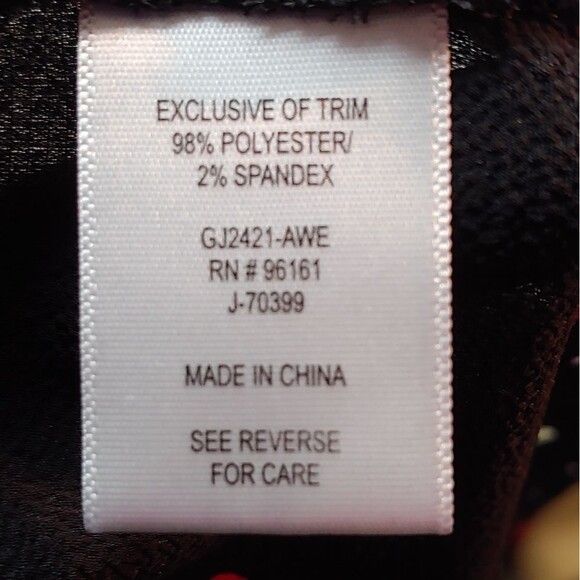 EXCLUSIVE OF TRIM
98% POLYESTER/
2% SPANDEX
GJ2421-AWE
RN # 96161
J-70399
MADE IN CHINA
SEE REVERSE
FOR CARE